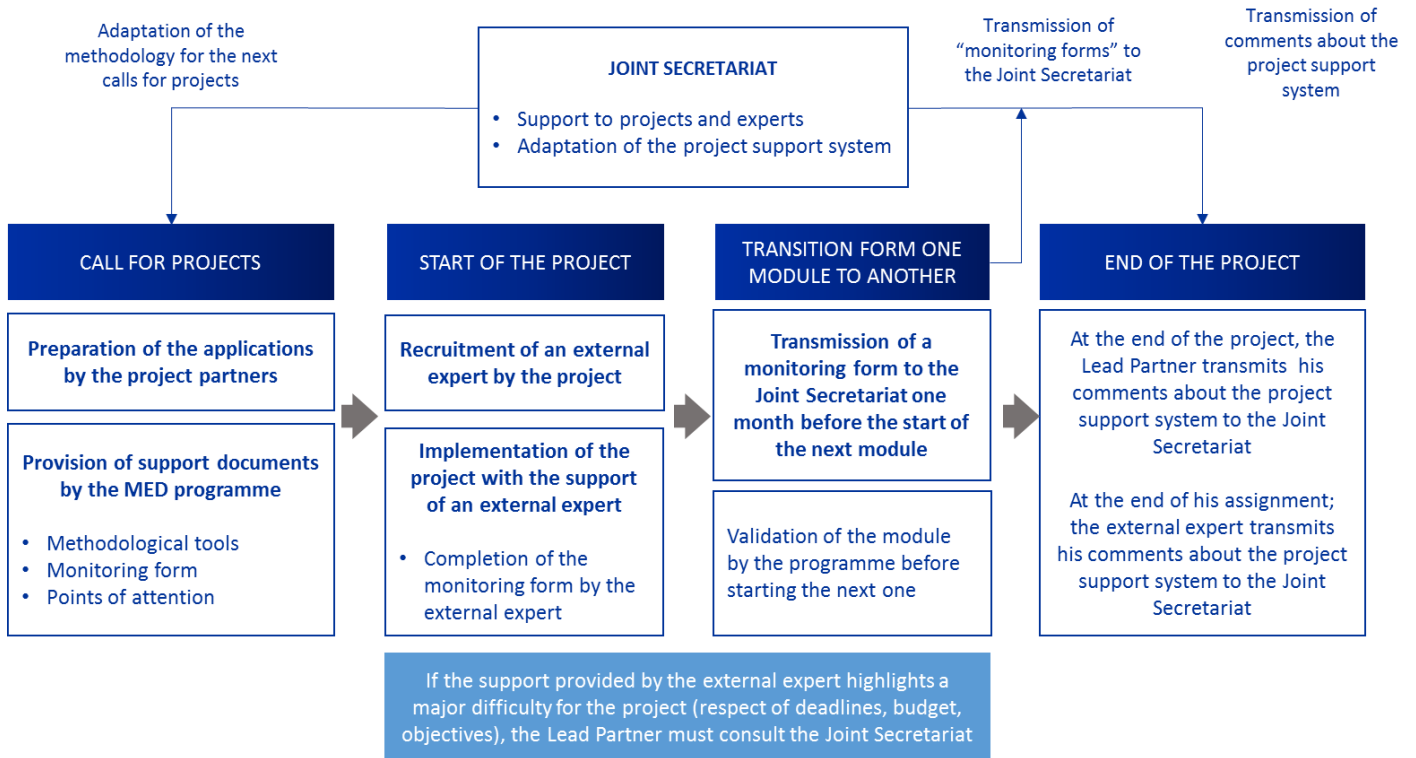 Adaptation of the
methodology for the next
calls for projects
JOINT SECRETARIAT
• Support to projects and experts
• Adaptation of the project support system
Transmission of
“monitoring forms” to
the Joint Secretariat
Transmission of
comments about the
project support
system
CALL FOR PROJECTS
Preparation of the applications
by the project partners
Provision of support documents
by the MED programme
• Methodological tools
• Monitoring form
• Points of attention
START OF THE PROJECT
Recruitment of an external
expert by the project
Implementation of the
project with the support
of an external expert
• Completion of the
monitoring form by the
external expert
TRANSITION FORM ONE
MODULE TO ANOTHER
Transmission of a
monitoring form to the
Joint Secretariat one
month before the start of
the next module
Validation of the module
by the programme before
starting the next one
END OF THE PROJECT
At the end of the project, the
Lead Partner transmits his
comments about the project
support system to the Joint
Secretariat
At the end of his assignment;
the external expert transmits
his comments about the project
support system to the Joint
Secretariat
If the support provided by the external expert highlights a
major difficulty for the project (respect of deadlines, budget,
objectives), the Lead Partner must consult the Joint Secretariat